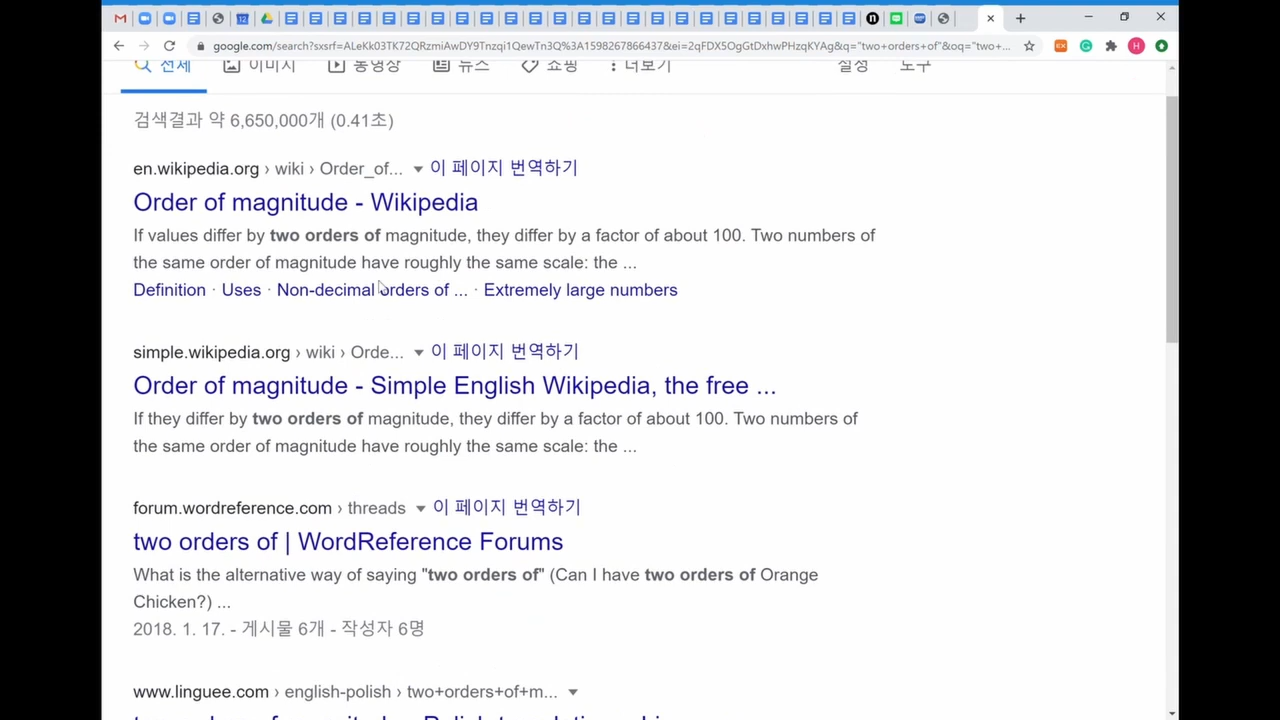 12
EX
H
google.com/search?sxsrf=ALeKk03TK72QRzmiAwDY9Tnzqi1QewTn3Q%3A1598267866437&ei=2qFDX5OgGtDxhwPHzqKYAg&q="two+orders+of"&oq="two+...
전체 이미지 동영상 뉴스 쇼핑 더보기 설정 도구
검색결과 약 6,650,000개 (0.41초)
en.wikipedia.org › wiki › Order_of... 이 페이지 번역하기
Order of magnitude - Wikipedia
If values differ by two orders of magnitude, they differ by a factor of about 100. Two numbers of
the same order of magnitude have roughly the same scale: the ...
Definition · Uses · Non-decimal orders of ... · Extremely large numbers
simple.wikipedia.org › wiki › Orde... 이 페이지 번역하기
Order of magnitude - Simple English Wikipedia, the free ...
If they differ by two orders of magnitude, they differ by a factor of about 100. Two numbers of
the same order of magnitude have roughly the same scale: the ...
forum.wordreference.com › threads 이 페이지 번역하기
two orders of | WordReference Forums
What is the alternative way of saying "two orders of" (Can I have two orders of Orange
Chicken?) ...
2018. 1. 17. - 게시물 6개 - 작성자 6명
www.linguee.com › english-polish › two+orders+of+m...